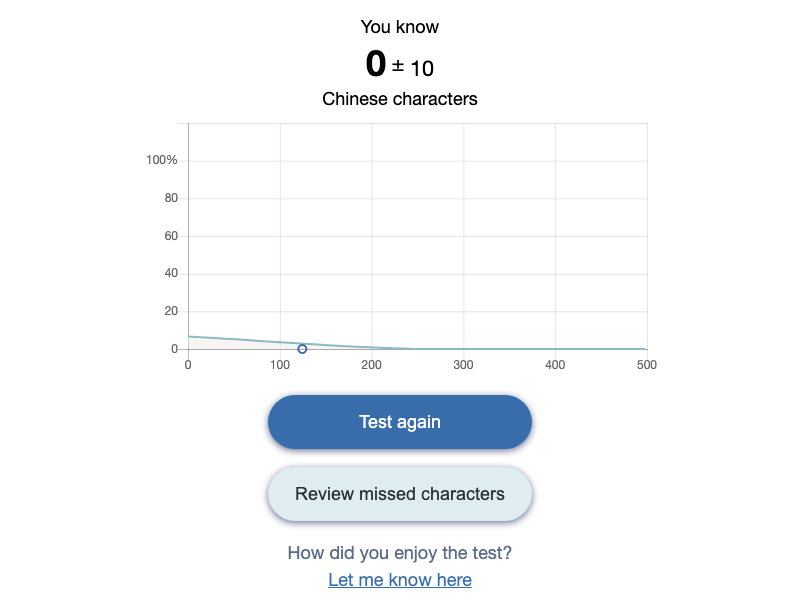 You know
0 ± 10
Chinese characters
100%
80
60
40
20
0
0 100 200 300 400 500
Test again
Review missed characters
How did you enjoy the test?
Let me know here